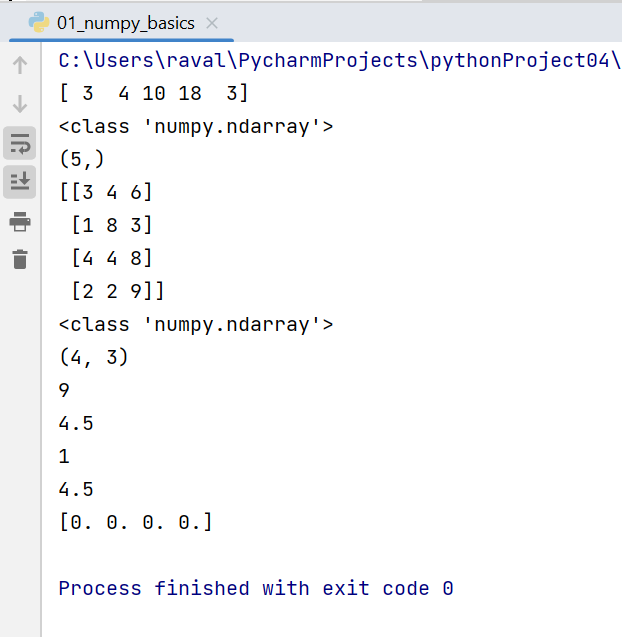 01_numpy_basics
C:\Users\raval\PycharmProjects\pythonProject04\
[ 3  4 10 18  3]
<class 'numpy.ndarray'>
(5,)
[[3 4 6]
 [1 8 3]
 [4 4 8]
 [2 2 9]]
<class 'numpy.ndarray'>
(4, 3)
9
4.5
1
4.5
[0. 0. 0. 0.]
Process finished with exit code 0